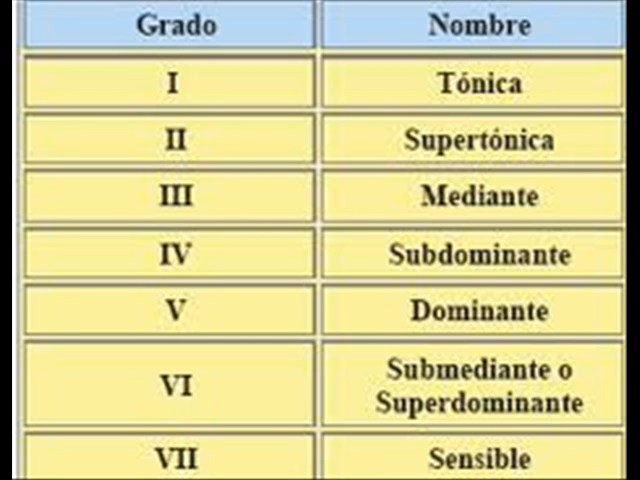 Grado Nombre
I Tónica
II Supertónica
III Mediante
IV Subdominante
V Dominante
VI Submediante o
Superdominante
VII Sensible